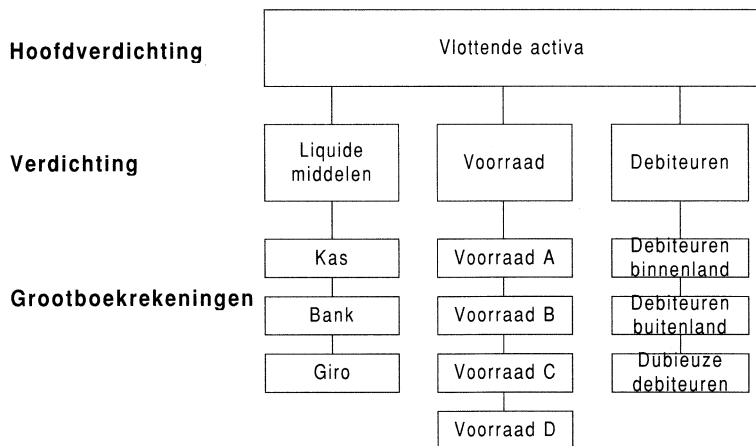 Hoofdverdichting
Vlottende activa
Verdichting
Liquide
middelen
Voorraad
Debiteuren
Grootboekrekeningen
Kas
Voorraad A
Debiteuren
binnenland
Bank
Voorraad B
Debiteuren
buitenland
Giro
Voorraad C
Dubieuze
debiteuren
Voorraad D